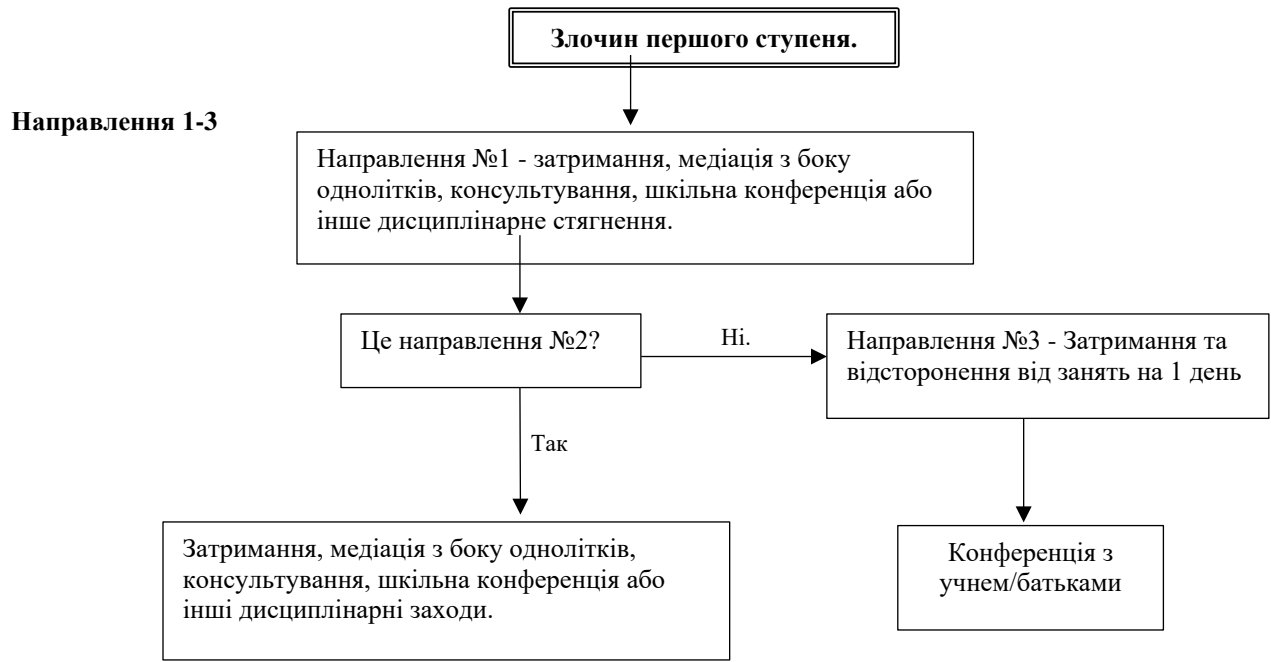 Злочин першого ступеня.
Направлення 1-3
Направлення №1 - затримання, медіація з боку
однолітків, консультування, шкільна конференція або
інше дисциплінарне стягнення.
Це направлення №2?
Ні.
Направлення №3 - Затримання та
відсторонення від занять на 1 день
Так
Затримання, медіація з боку однолітків,
консультування, шкільна конференція або
інші дисциплінарні заходи.
Конференція з
учнем/батьками